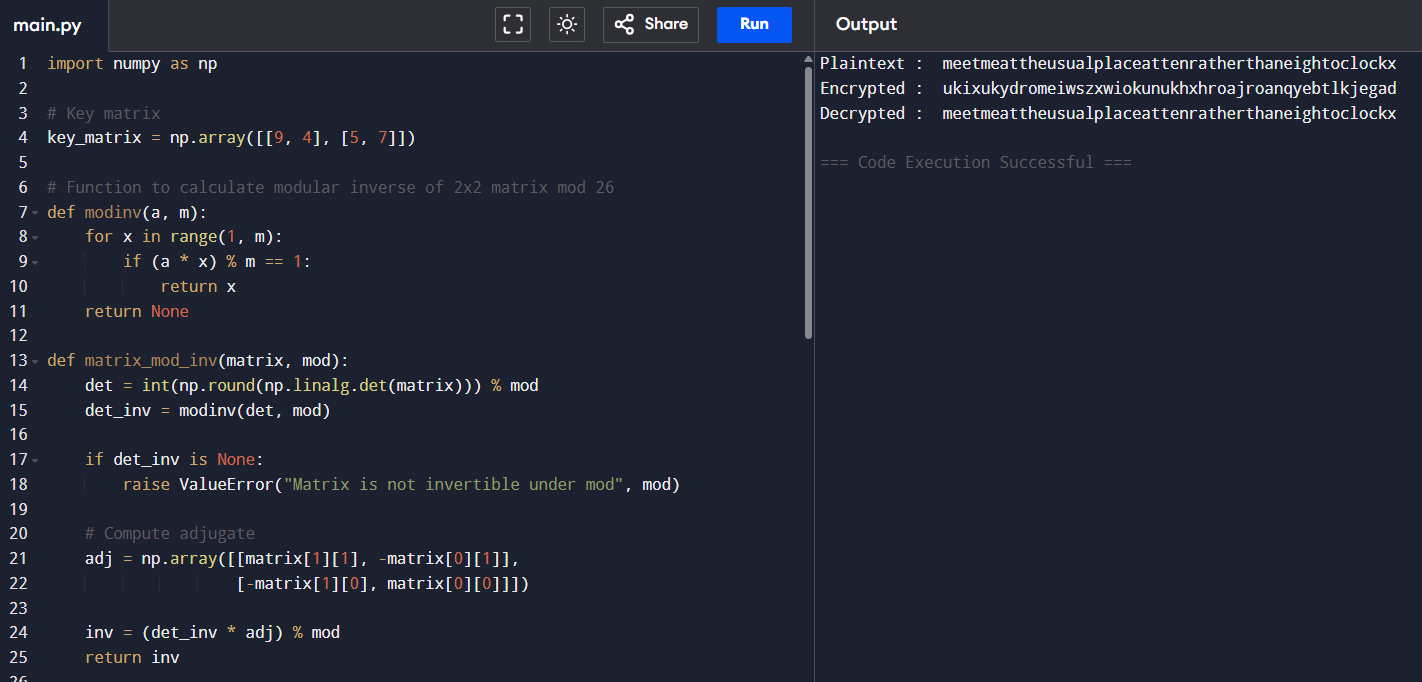 main.py
Share
Run
Output
1 import numpy as np
2
3 # Key matrix
4 key_matrix = np.array([[9, 4], [5, 7]])
5
6 # Function to calculate modular inverse of 2x2 matrix mod 26
7 def modinv(a, m):
8     for x in range(1, m):
9         if (a * x) % m == 1:
10             return x
11     return None
12
13 def matrix_mod_inv(matrix, mod):
14     det = int(np.round(np.linalg.det(matrix))) % mod
15     det_inv = modinv(det, mod)
16
17     if det_inv is None:
18         raise ValueError("Matrix is not invertible under mod", mod)
19
20     # Compute adjugate
21     adj = np.array([[matrix[1][1], -matrix[0][1]],
22                     [-matrix[1][0], matrix[0][0]]])
23
24     inv = (det_inv * adj) % mod
25     return inv
26
Plaintext :  meetmeattheusualplaceattenratherthaneightoclockx
Encrypted :  ukixukydromeiwszxwiokunukhxhroajroanqyebtlkjegad
Decrypted :  meetmeattheusualplaceattenratherthaneightoclockx
=== Code Execution Successful ===